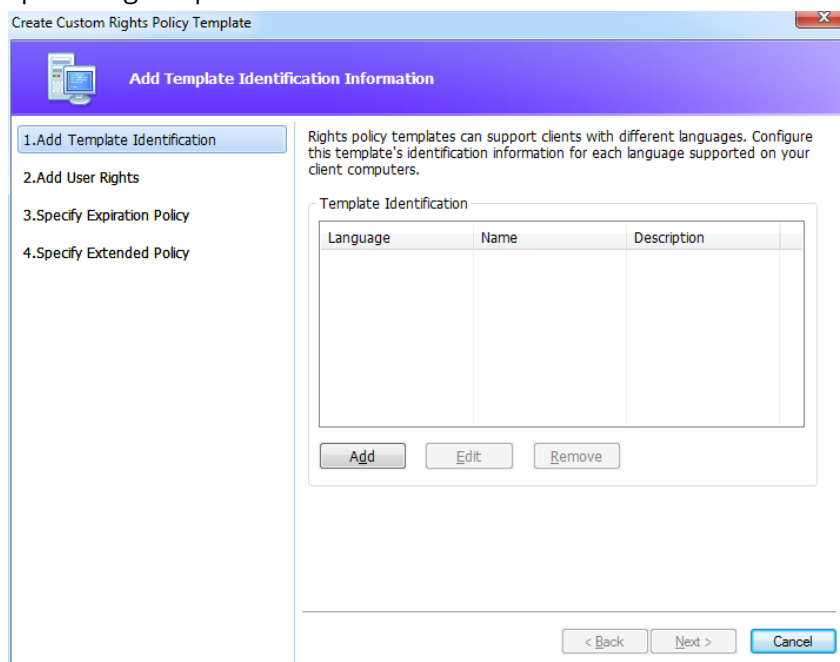 Create Custom Rights Policy Template
X
Add Template Identification Information
1.Add Template Identification
2.Add User Rights
3.Specify Expiration Policy
4.Specify Extended Policy
Rights policy templates can support clients with different languages. Configure
this template's identification information for each language supported on your
client computers.
Template Identification
Language Name Description
Add Edit Remove
< Back Next > Cancel